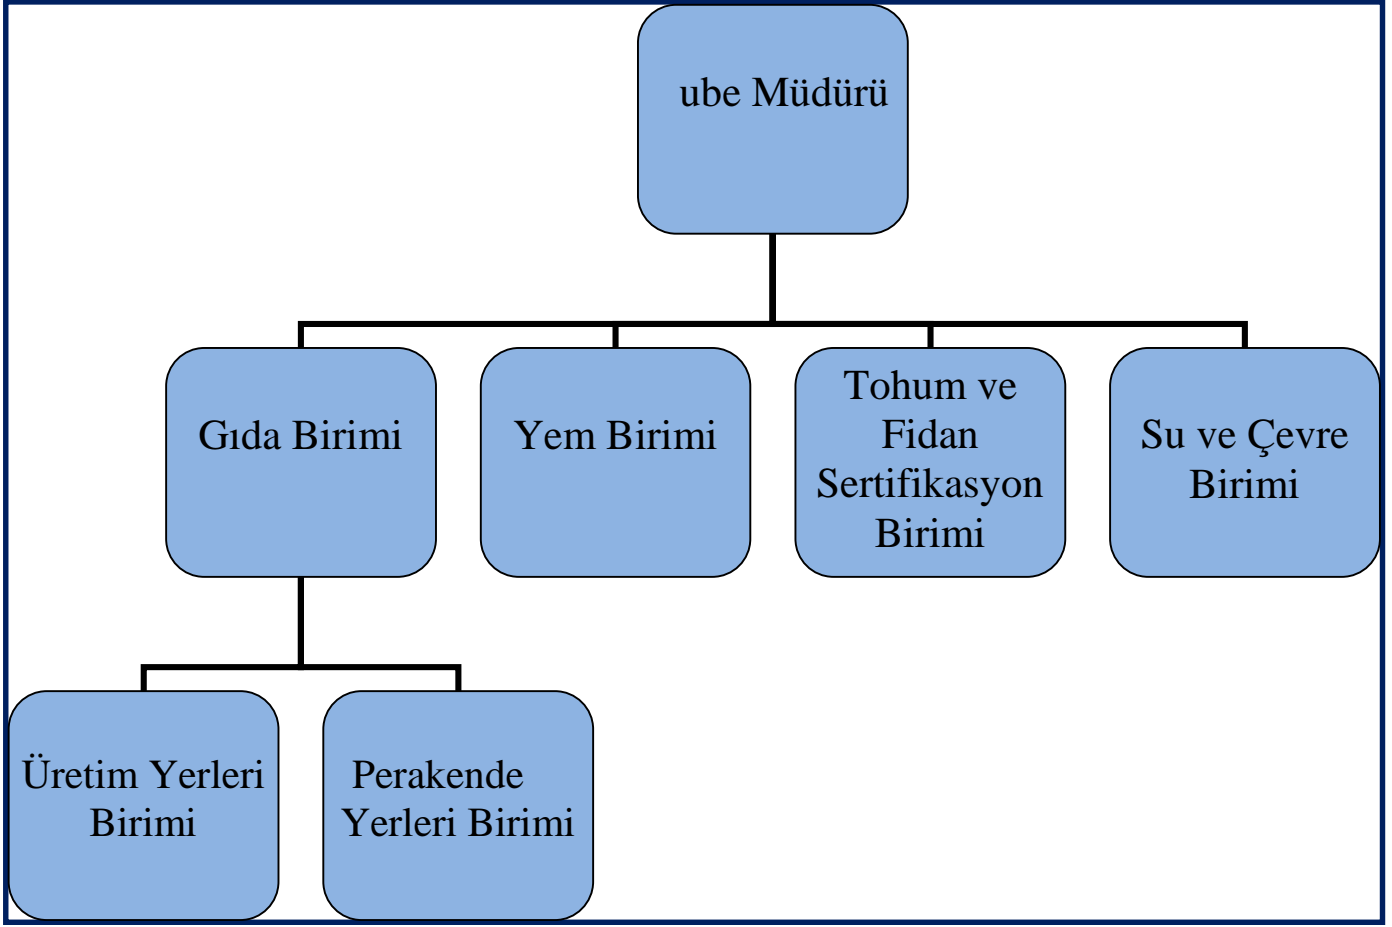 ube Müdürü
Gıda Birimi
Yem Birimi
Tohum ve
Fidan
Sertifikasyon
Birimi
Su ve Çevre
Birimi
Üretim Yerleri
Birimi
Perakende
Yerleri Birimi